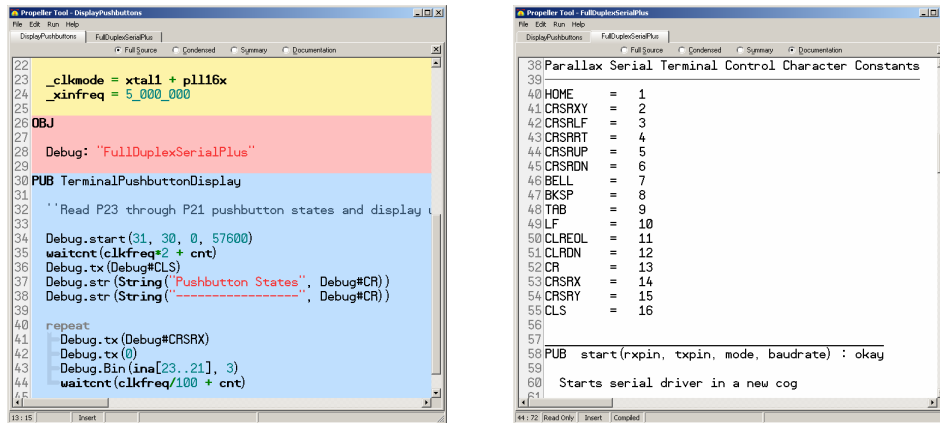 Propeller Tool - DisplayPushbuttons
File Edit Run Help
DisplayPushbuttons FullDuplexSerialPlus
Full Source Condensed Summary Documentation
22
23 _clkmode = xtal1 + pll16x
24 _xinfreq = 5_000_000
25
26 OBJ
27
28 Debug: "FullDuplexSerialPlus"
29
30 PUB TerminalPushbuttonDisplay
31
32 ''Read P23 through P21 pushbutton states and display
33
34 Debug.start(31, 30, 0, 57600)
35 waitcnt(clkfreq*2 + cnt)
36 Debug.tx(Debug#CLS)
37 Debug.str(String("Pushbutton States", Debug#CR))
38 Debug.str(String("-----------------", Debug#CR))
39
40 repeat
41 Debug.tx(Debug#CRSRX)
42 Debug.tx(0)
43 Debug.Bin(ina[23..21], 3)
44 waitcnt(clkfreq/100 + cnt)
45
13 : 15 Insert
Propeller Tool - FullDuplexSerialPlus
File Edit Run Help
DisplayPushbuttons FullDuplexSerialPlus
Full Source Condensed Summary Documentation
38 Parallax Serial Terminal Control Character Constants
39
40 HOME = 1
41 CRSRXY = 2
42 CRSRLF = 3
43 CRSRRT = 4
44 CRSRUP = 5
45 CRSRDN = 6
46 BELL = 7
47 BKSP = 8
48 TAB = 9
49 LF = 10
50 CLREOL = 11
51 CLRDN = 12
52 CR = 13
53 CRSRX = 14
54 CRSRY = 15
55 CLS = 16
56
57
58 PUB start(rxpin, txpin, mode, baudrate) : okay
59
60 Starts serial driver in a new cog
61
44 : 72 Read Only Insert Compiled